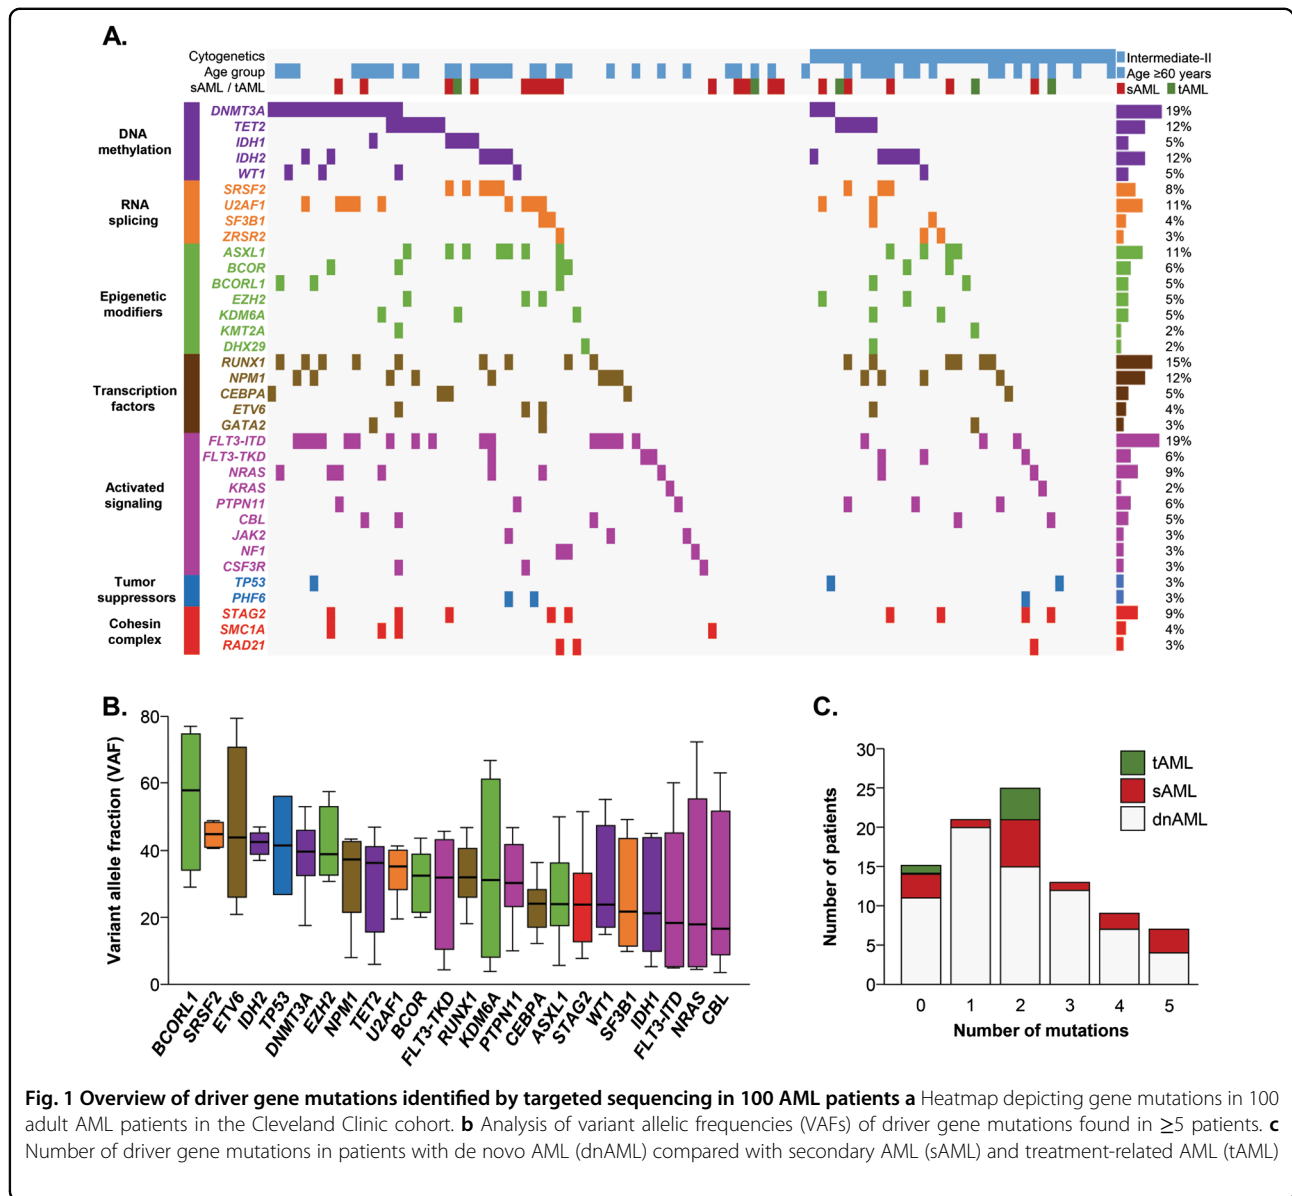 A.
Cytogenetics
Intermediate-II
Age group
Age ≥60 years
sAML / tAML
sAML tAML
DNA methylation
DNMT3A 19%
TET2 12%
IDH1 5%
IDH2 12%
WT1 5%
RNA splicing
SRSF2 8%
U2AF1 11%
SF3B1 4%
ZRSR2 3%
Epigenetic modifiers
ASXL1 11%
BCOR 6%
BCORL1 5%
EZH2 5%
KDM6A 5%
KMT2A 2%
DHX29 2%
Transcription factors
RUNX1 15%
NPM1 12%
CEBPA 5%
ETV6 4%
GATA2 3%
Activated signaling
FLT3-ITD 19%
FLT3-TKD 6%
NRAS 9%
KRAS 2%
PTPN11 6%
CBL 5%
JAK2 3%
NF1 3%
CSF3R 3%
Tumor suppressors
TP53 3%
PHF6 3%
Cohesin complex
STAG2 9%
SMC1A 4%
RAD21 3%
B.
Variant allele fraction (VAF)
80
60
40
20
0
BCORL1
SRSF2
ETV6
IDH2
TP53
DNMT3A
EZH2
NPM1
TET2
U2AF1
BCOR
FLT3-TKD
RUNX1
KDM6A
PTPN11
CEBPA
ASXL1
STAG2
WT1
SF3B1
IDH1
FLT3-ITD
NRAS
CBL
C.
Number of patients
30
25
20
15
10
5
0
tAML
sAML
dnAML
0 1 2 3 4 5
Number of mutations
Fig. 1 Overview of driver gene mutations identified by targeted sequencing in 100 AML patients a Heatmap depicting gene mutations in 100
adult AML patients in the Cleveland Clinic cohort. b Analysis of variant allelic frequencies (VAFs) of driver gene mutations found in ≥5 patients. c
Number of driver gene mutations in patients with de novo AML (dnAML) compared with secondary AML (sAML) and treatment-related AML (tAML)